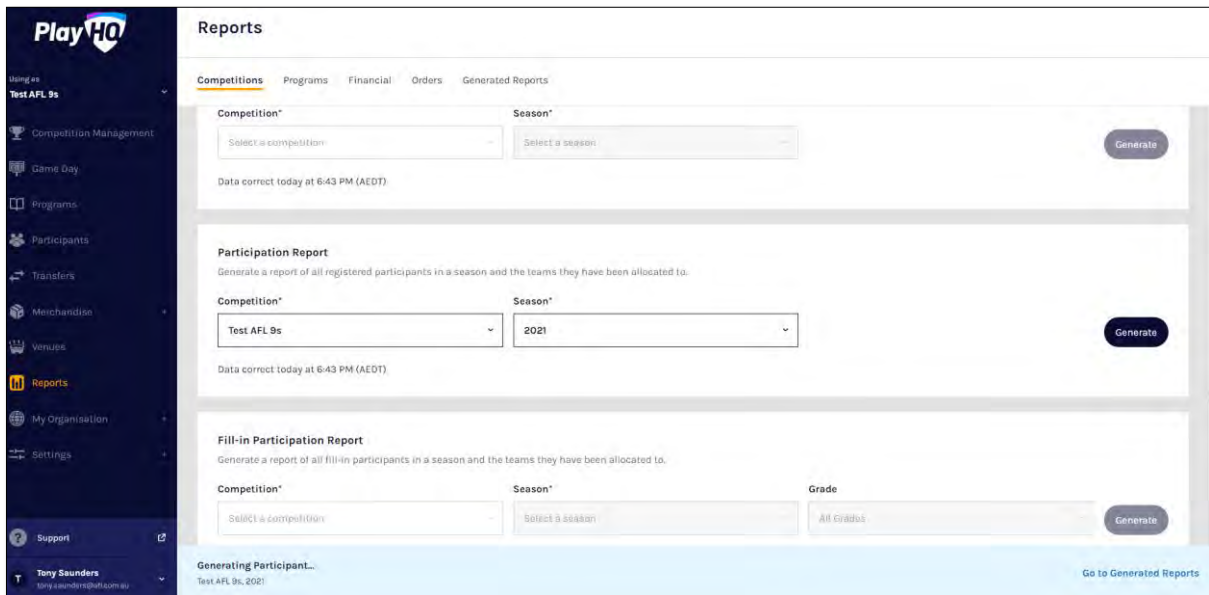 PlayHQ
Using as
Test AFL 9s
Competition Management
Game Day
Programs
Participants
Transfers
Merchandise
Venues
Reports
My Organisation
Settings
Support
Tony Saunders
tony.saunders@afl.com.au
Reports
Competitions Programs Financial Orders Generated Reports
Competition* Season*
Select a competition Select a season Generate
Data correct today at 6:43 PM (AEDT)
Participation Report
Generate a report of all registered participants in a season and the teams they have been allocated to.
Competition* Season*
Test AFL 9s 2021 Generate
Data correct today at 6:43 PM (AEDT)
Fill-in Participation Report
Generate a report of all fill-in participants in a season and the teams they have been allocated to.
Competition* Season* Grade
Select a competition Select a season All Grades Generate
Generating Participant...
Test AFL 9s, 2021
Go to Generated Reports
T